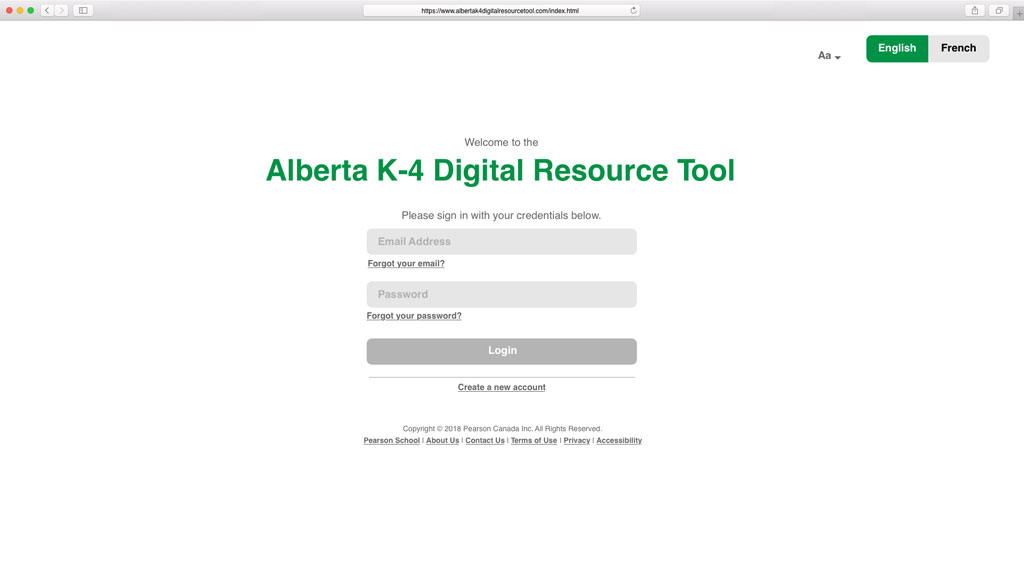 https://www.albertak4digitalresourcetool.com/index.html
Aa
English French
Welcome to the
Alberta K-4 Digital Resource Tool
Please sign in with your credentials below.
Email Address
Forgot your email?
Password
Forgot your password?
Login
Create a new account
Copyright © 2018 Pearson Canada Inc. All Rights Reserved.
Pearson School | About Us | Contact Us | Terms of Use | Privacy | Accessibility